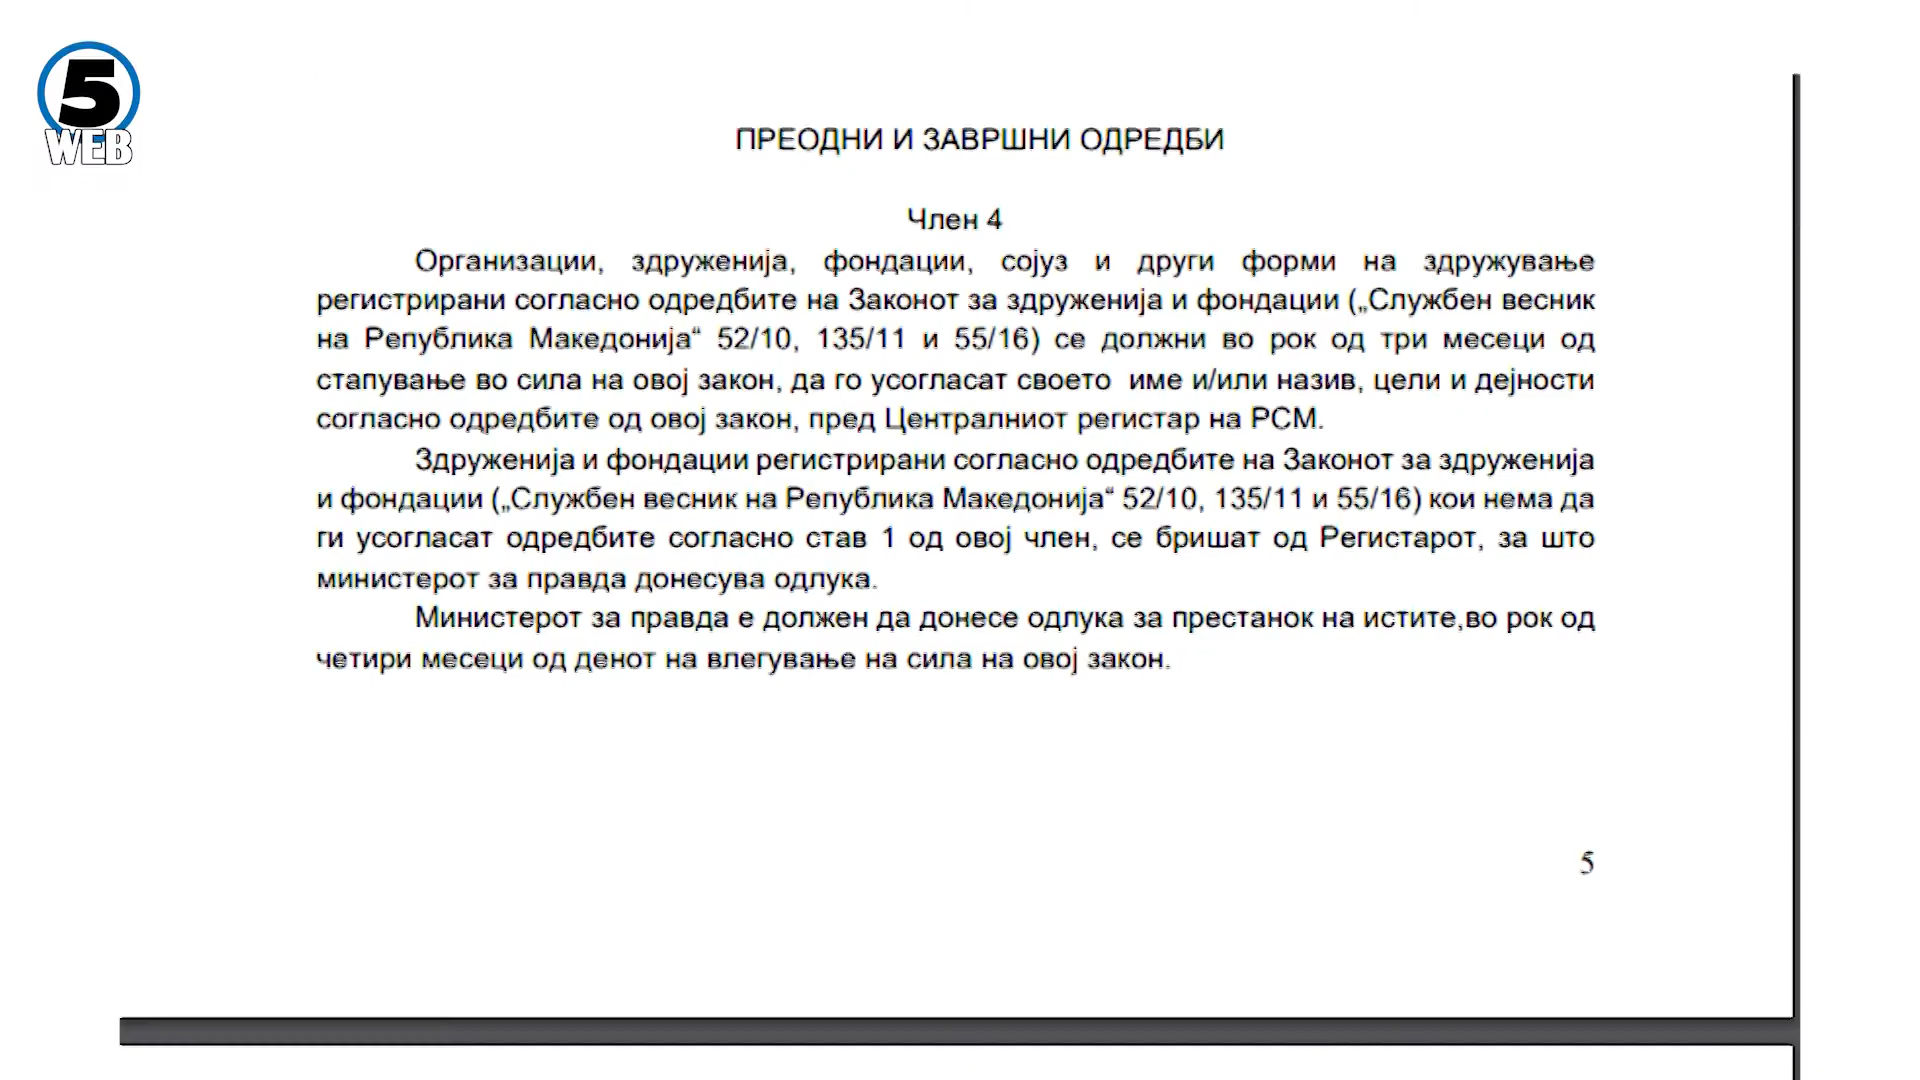 5
WEB
ПРЕОДНИ И ЗАВРШНИ ОДРЕДБИ
Член 4
Организации, здруженија, фондации, сојуз и други форми на здружување
регистрирани согласно одредбите на Законот за здруженија и фондации („Службен весник
на Република Македонија“ 52/10, 135/11 и 55/16) се должни во рок од три месеци од
стапување во сила на овој закон, да го усогласат своето име и/или назив, цели и дејности
согласно одредбите од овој закон, пред Централниот регистар на РСМ.
Здруженија и фондации регистрирани согласно одредбите на Законот за здруженија
и фондации („Службен весник на Република Македонија“ 52/10, 135/11 и 55/16) кои нема да
ги усогласат одредбите согласно став 1 од овој член, се бришат од Регистарот, за што
министерот за правда донесува одлука.
Министерот за правда е должен да донесе одлука за престанок на истите,во рок од
четири месеци од денот на влегување на сила на овој закон.
5